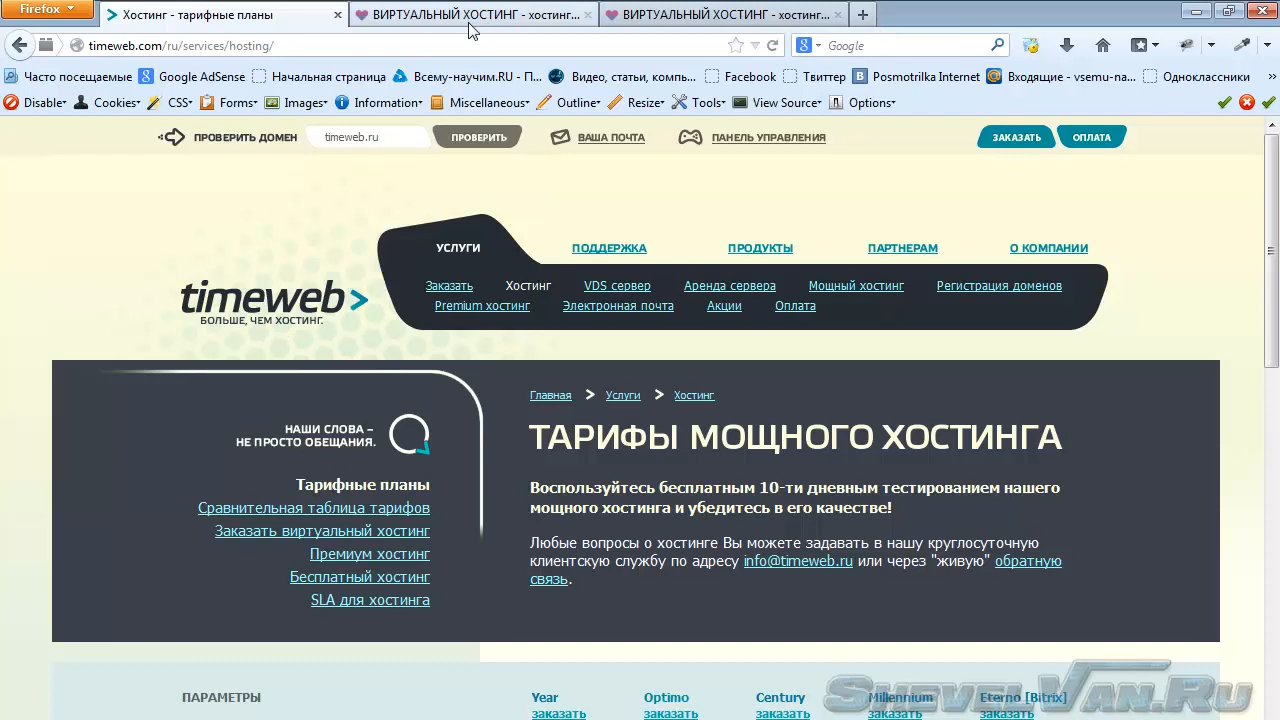 Firefox
Хостинг - тарифные планы
ВИРТУАЛЬНЫЙ ХОСТИНГ - хостинг...
ВИРТУАЛЬНЫЙ ХОСТИНГ - хостинг...
timeweb.com/ru/services/hosting/
Google
Часто посещаемые
Google AdSense
Начальная страница
Всему-научим.RU - П...
Видео, статьи, компь...
Facebook
Твиттер
Posmotrilka Internet
Входящие - vsemu-na...
Одноклассники
Disable
Cookies
CSS
Forms
Images
Information
Miscellaneous
Outline
Resize
Tools
View Source
Options
ПРОВЕРИТЬ ДОМЕН
timeweb.ru
ПРОВЕРИТЬ
ВАША ПОЧТА
ПАНЕЛЬ УПРАВЛЕНИЯ
ЗАКАЗАТЬ
ОПЛАТА
УСЛУГИ
ПОДДЕРЖКА
ПРОДУКТЫ
ПАРТНЕРАМ
О КОМПАНИИ
Заказать
Хостинг
VDS сервер
Аренда сервера
Мощный хостинг
Регистрация доменов
Premium хостинг
Электронная почта
Акции
Оплата
timeweb>
БОЛЬШЕ, ЧЕМ ХОСТИНГ.
НАШИ СЛОВА –
НЕ ПРОСТО ОБЕЩАНИЯ.
Тарифные планы
Сравнительная таблица тарифов
Заказать виртуальный хостинг
Премиум хостинг
Бесплатный хостинг
SLA для хостинга
Главная > Услуги > Хостинг
ТАРИФЫ МОЩНОГО ХОСТИНГА
Воспользуйтесь бесплатным 10-ти дневным тестированием нашего
мощного хостинга и убедитесь в его качестве!
Любые вопросы о хостинге Вы можете задавать в нашу круглосуточную
клиентскую службу по адресу info@timeweb.ru или через "живую" обратную
связь.
ПАРАМЕТРЫ
Year
Optimo
Century
Millennium
Eterno [Bitrix]
заказать
заказать
заказать
заказать
заказать
ShevelVan.Ru